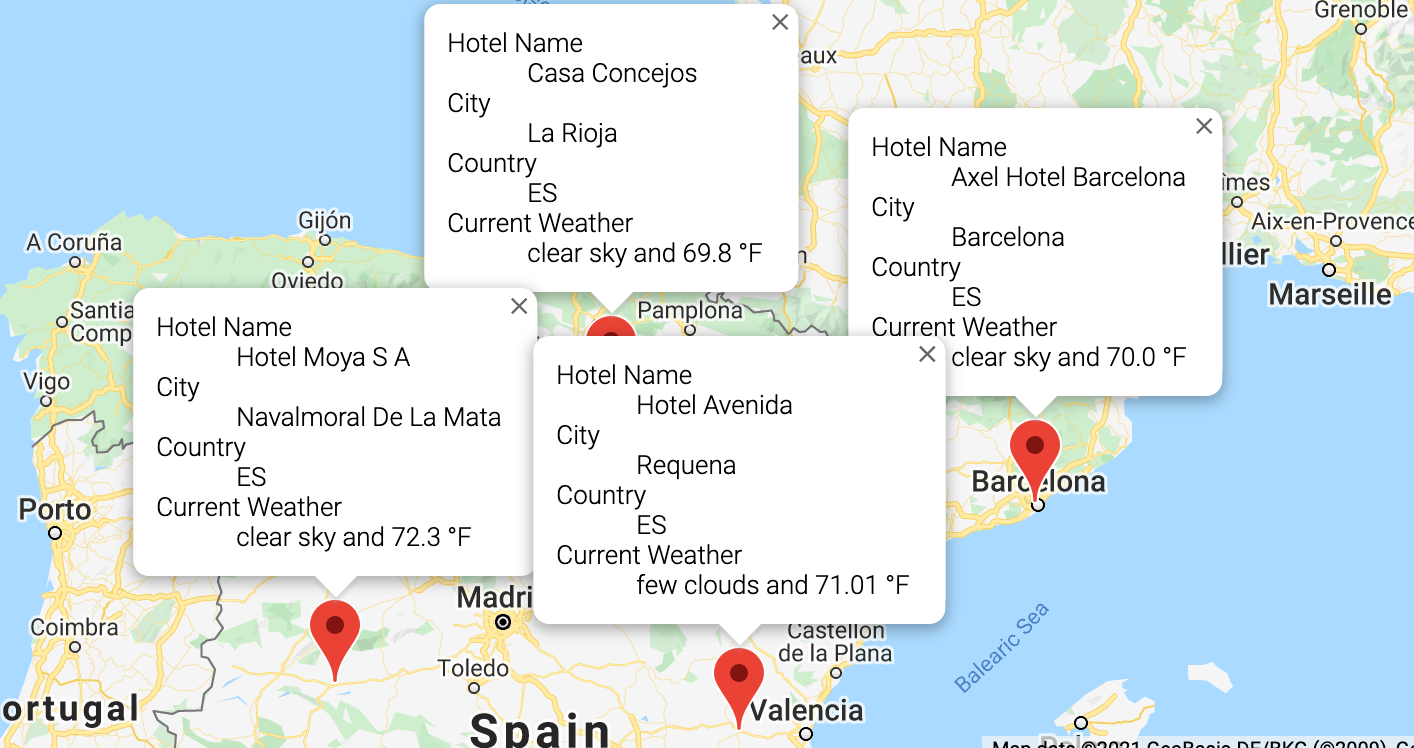 Hotel Name
Casa Concejos
City
La Rioja
Country
ES
Current Weather
clear sky and 69.8 °F
Hotel Name
Axel Hotel Barcelona
City
Barcelona
Country
ES
Current Weather
clear sky and 70.0 °F
Hotel Name
Hotel Moya S A
City
Navalmoral De La Mata
Country
ES
Current Weather
clear sky and 72.3 °F
Hotel Name
Hotel Avenida
City
Requena
Country
ES
Current Weather
few clouds and 71.01 °F
Grenoble
aux
îmes
Aix-en-Provence
llier
Marseille
Gijón
A Coruña
Oviedo
Santia
Comp
Pamplona
Vigo
Porto
Barcelona
Coimbra
Madri
Toledo
Castellón
de la Plana
Balearic Sea
ortugal
Spain
Valencia
Map data ©2021 GeoBasis-DE/BKG (©2009),